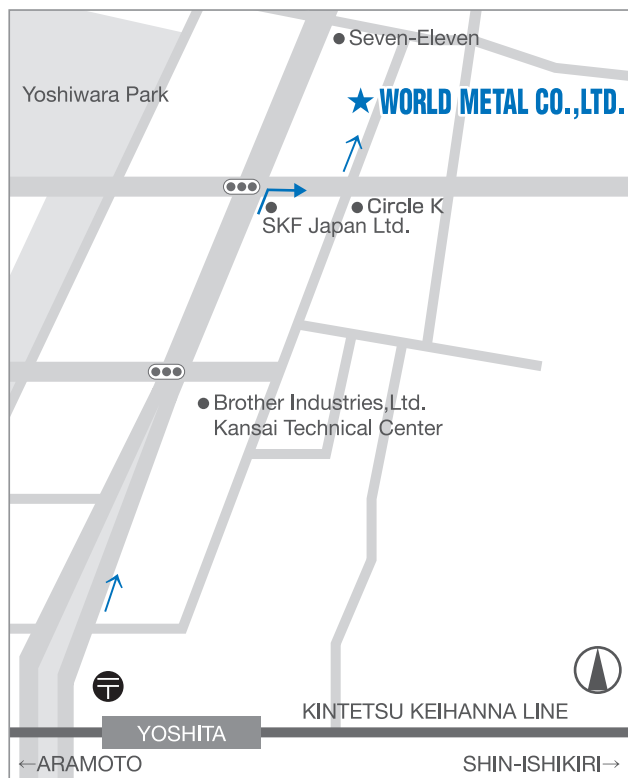 Seven-Eleven
Yoshiwara Park
★ WORLD METAL CO.,LTD.
Circle K
SKF Japan Ltd.
Brother Industries,Ltd.
Kansai Technical Center
〒
KINTETSU KEIHANNA LINE
YOSHITA
←ARAMOTO
SHIN-ISHIKIRI→